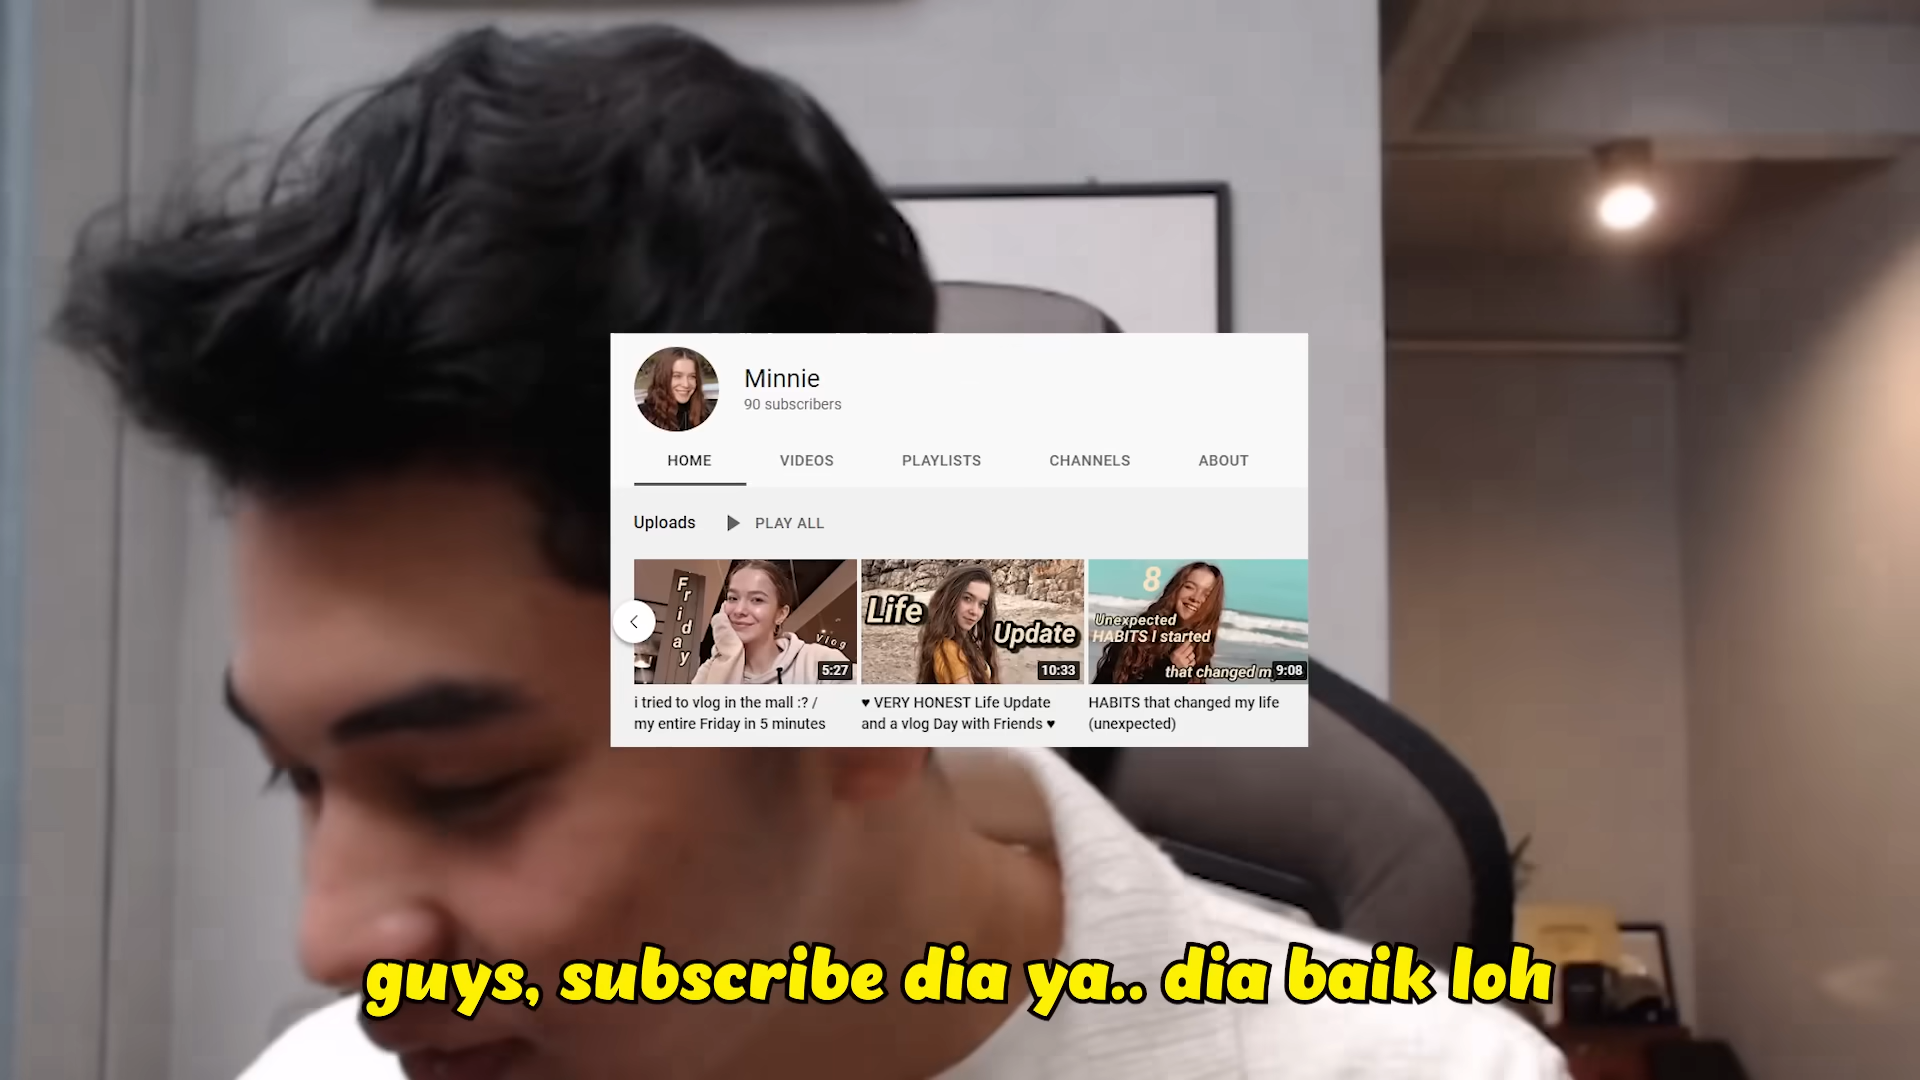 Minnie
90 subscribers
HOME VIDEOS PLAYLISTS CHANNELS ABOUT
Uploads PLAY ALL
Friday
Vlog
5:27
Life
Update
10:33
8
Unexpected
HABITS I started
that changed m
9:08
i tried to vlog in the mall :? /
my entire Friday in 5 minutes
♥ VERY HONEST Life Update
and a vlog Day with Friends ♥
HABITS that changed my life
(unexpected)
guys, subscribe dia ya.. dia baik loh